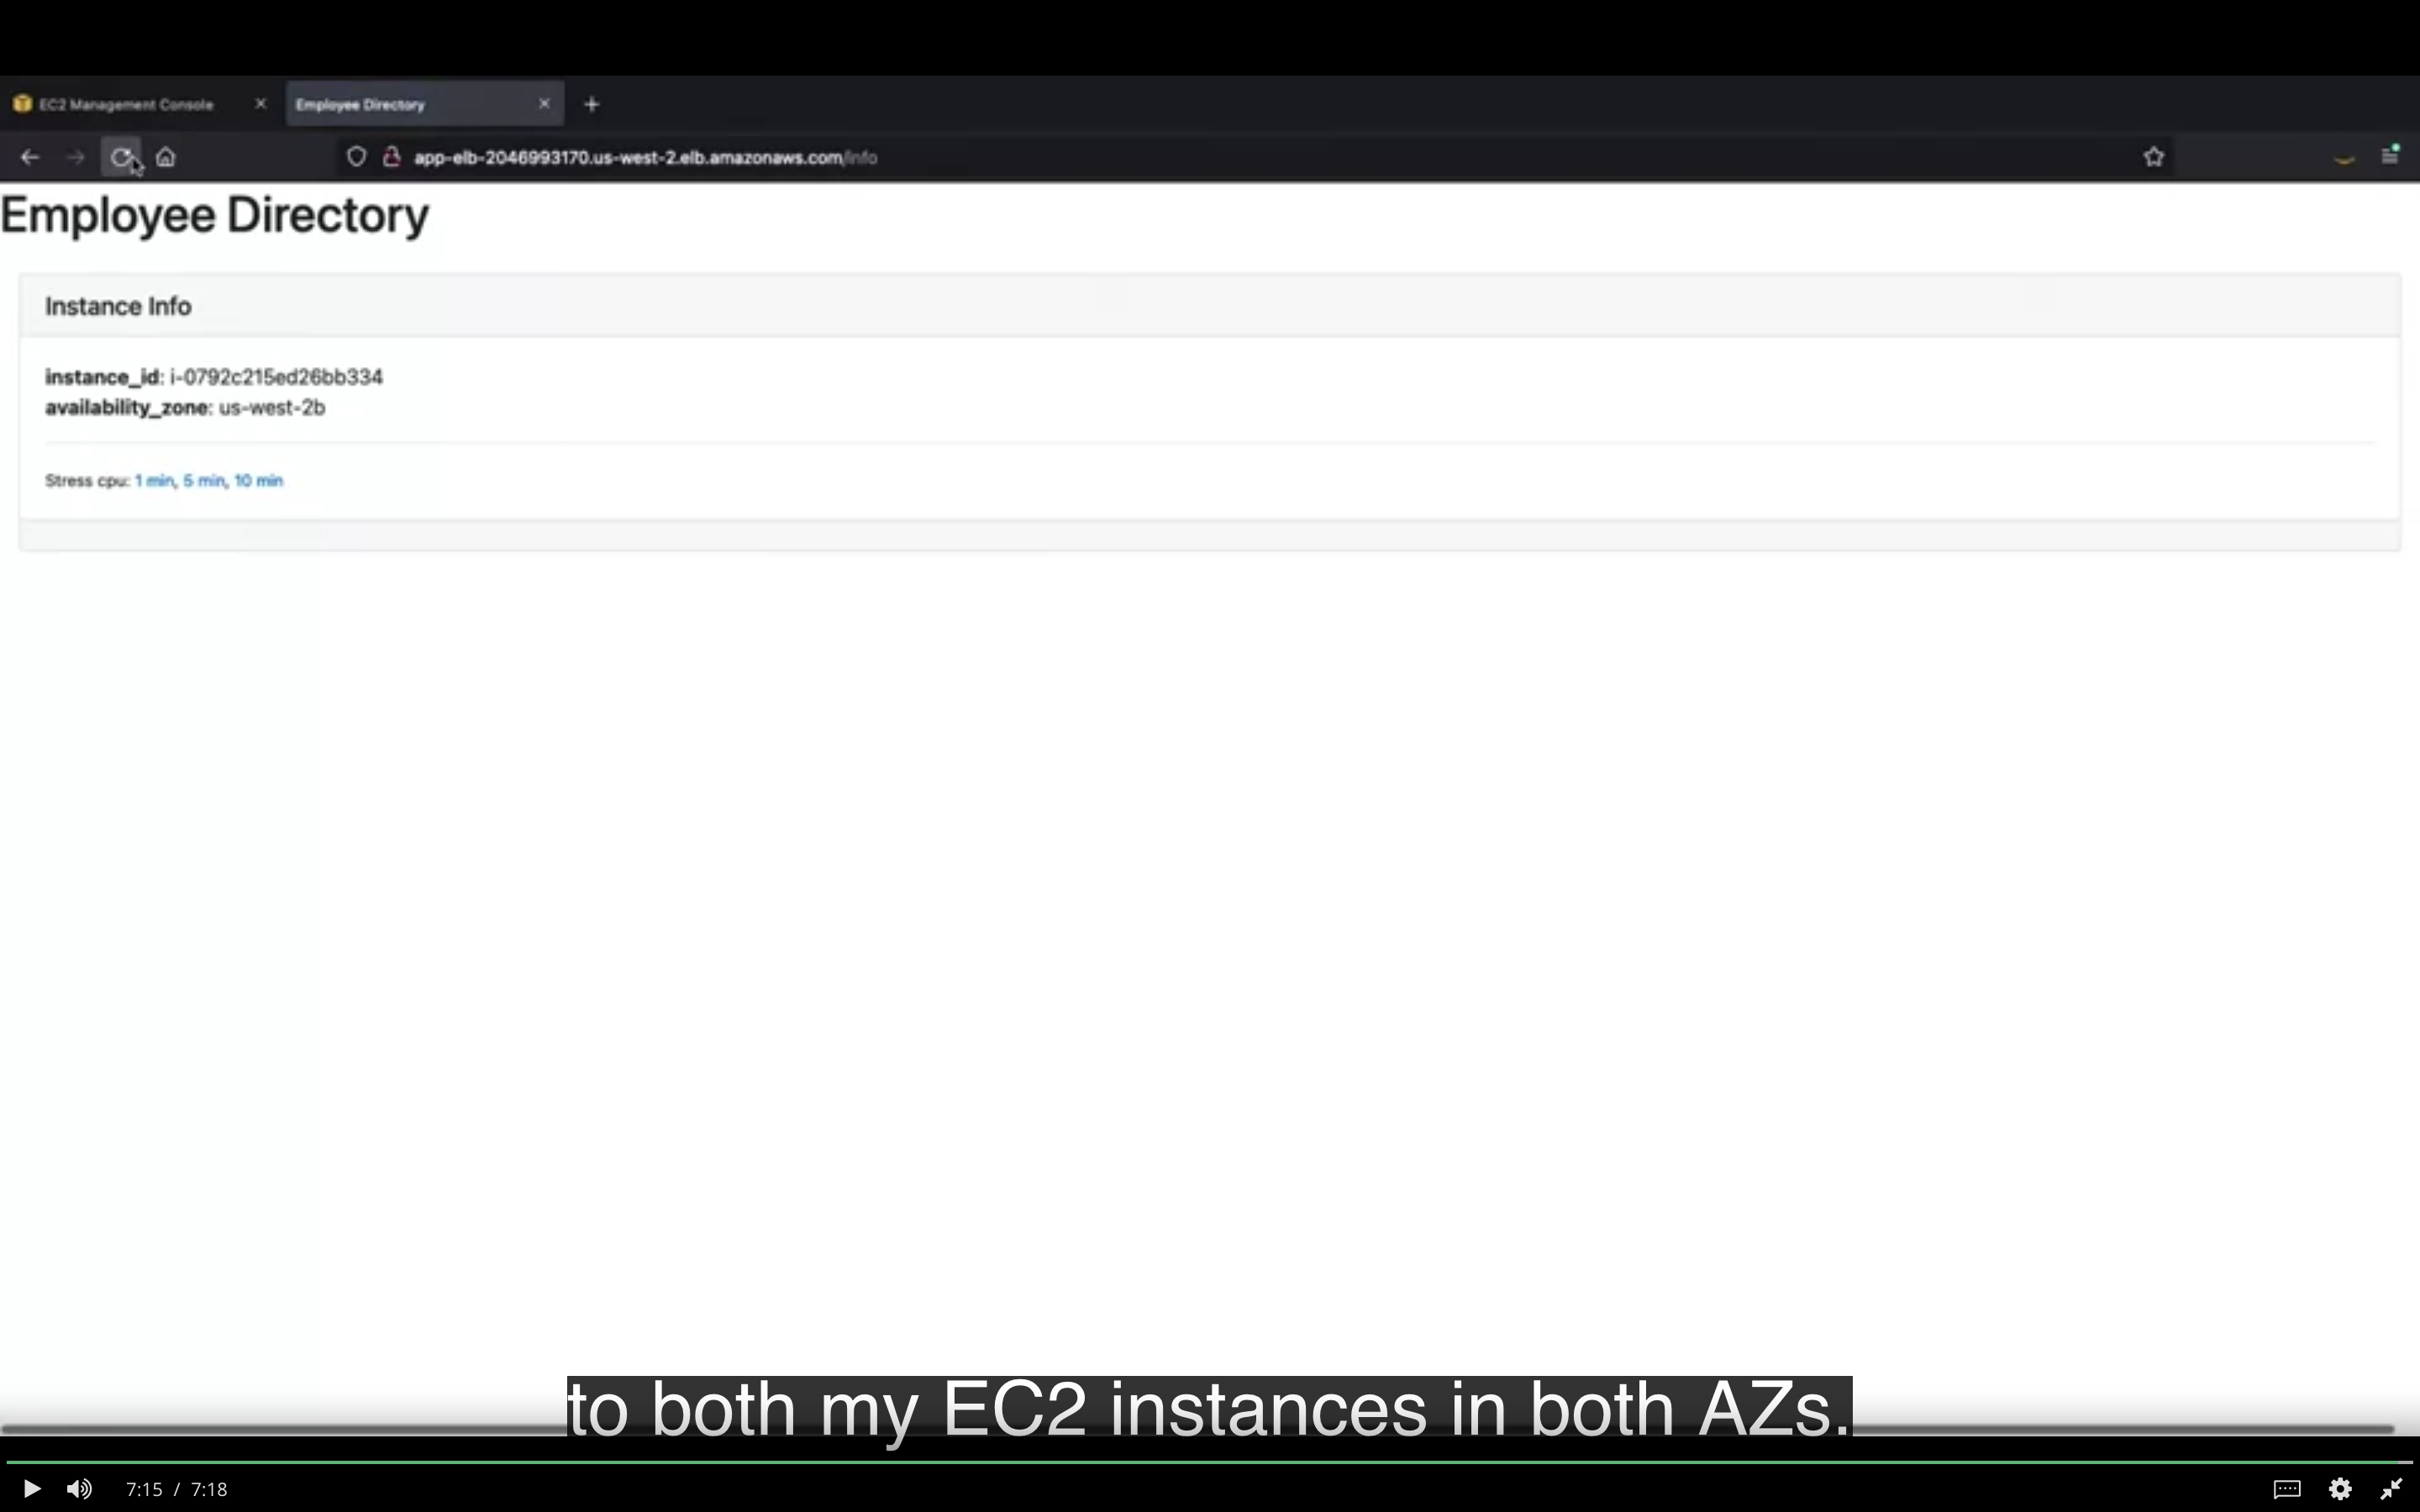 EC2 Management Console
Employee Directory
app-elb-2046993170.us-west-2.elb.amazonaws.com/info
Employee Directory
Instance Info
instance_id: i-0792c215ed26bb334
availability_zone: us-west-2b
Stress cpu: 1 min, 5 min, 10 min
to both my EC2 instances in both AZs.
7:15 / 7:18